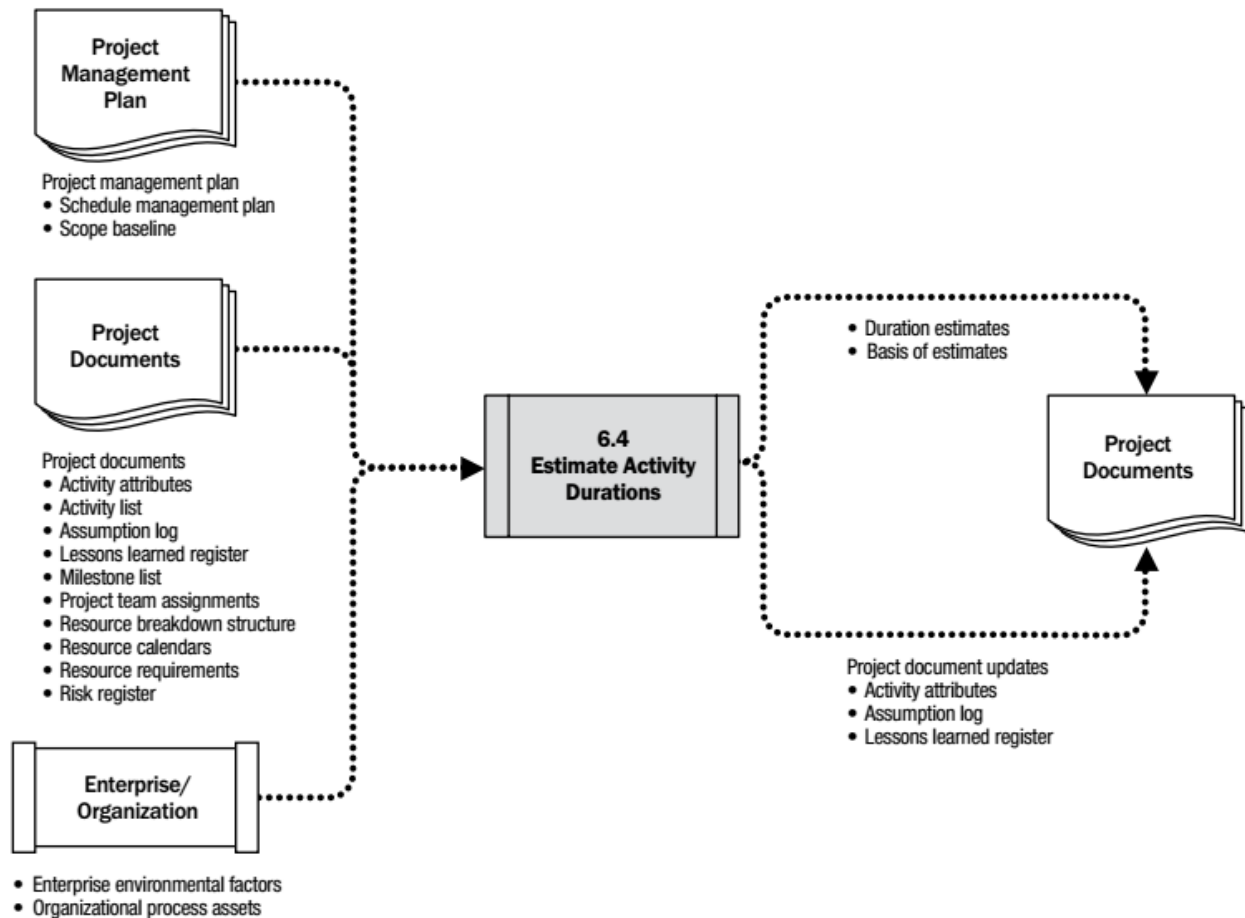 Project
Management
Plan
Project management plan
• Schedule management plan
• Scope baseline
Project
Documents
Project documents
• Activity attributes
• Activity list
• Assumption log
• Lessons learned register
• Milestone list
• Project team assignments
• Resource breakdown structure
• Resource calendars
• Resource requirements
• Risk register
Enterprise/
Organization
• Enterprise environmental factors
• Organizational process assets
6.4
Estimate Activity
Durations
• Duration estimates
• Basis of estimates
Project
Documents
Project document updates
• Activity attributes
• Assumption log
• Lessons learned register